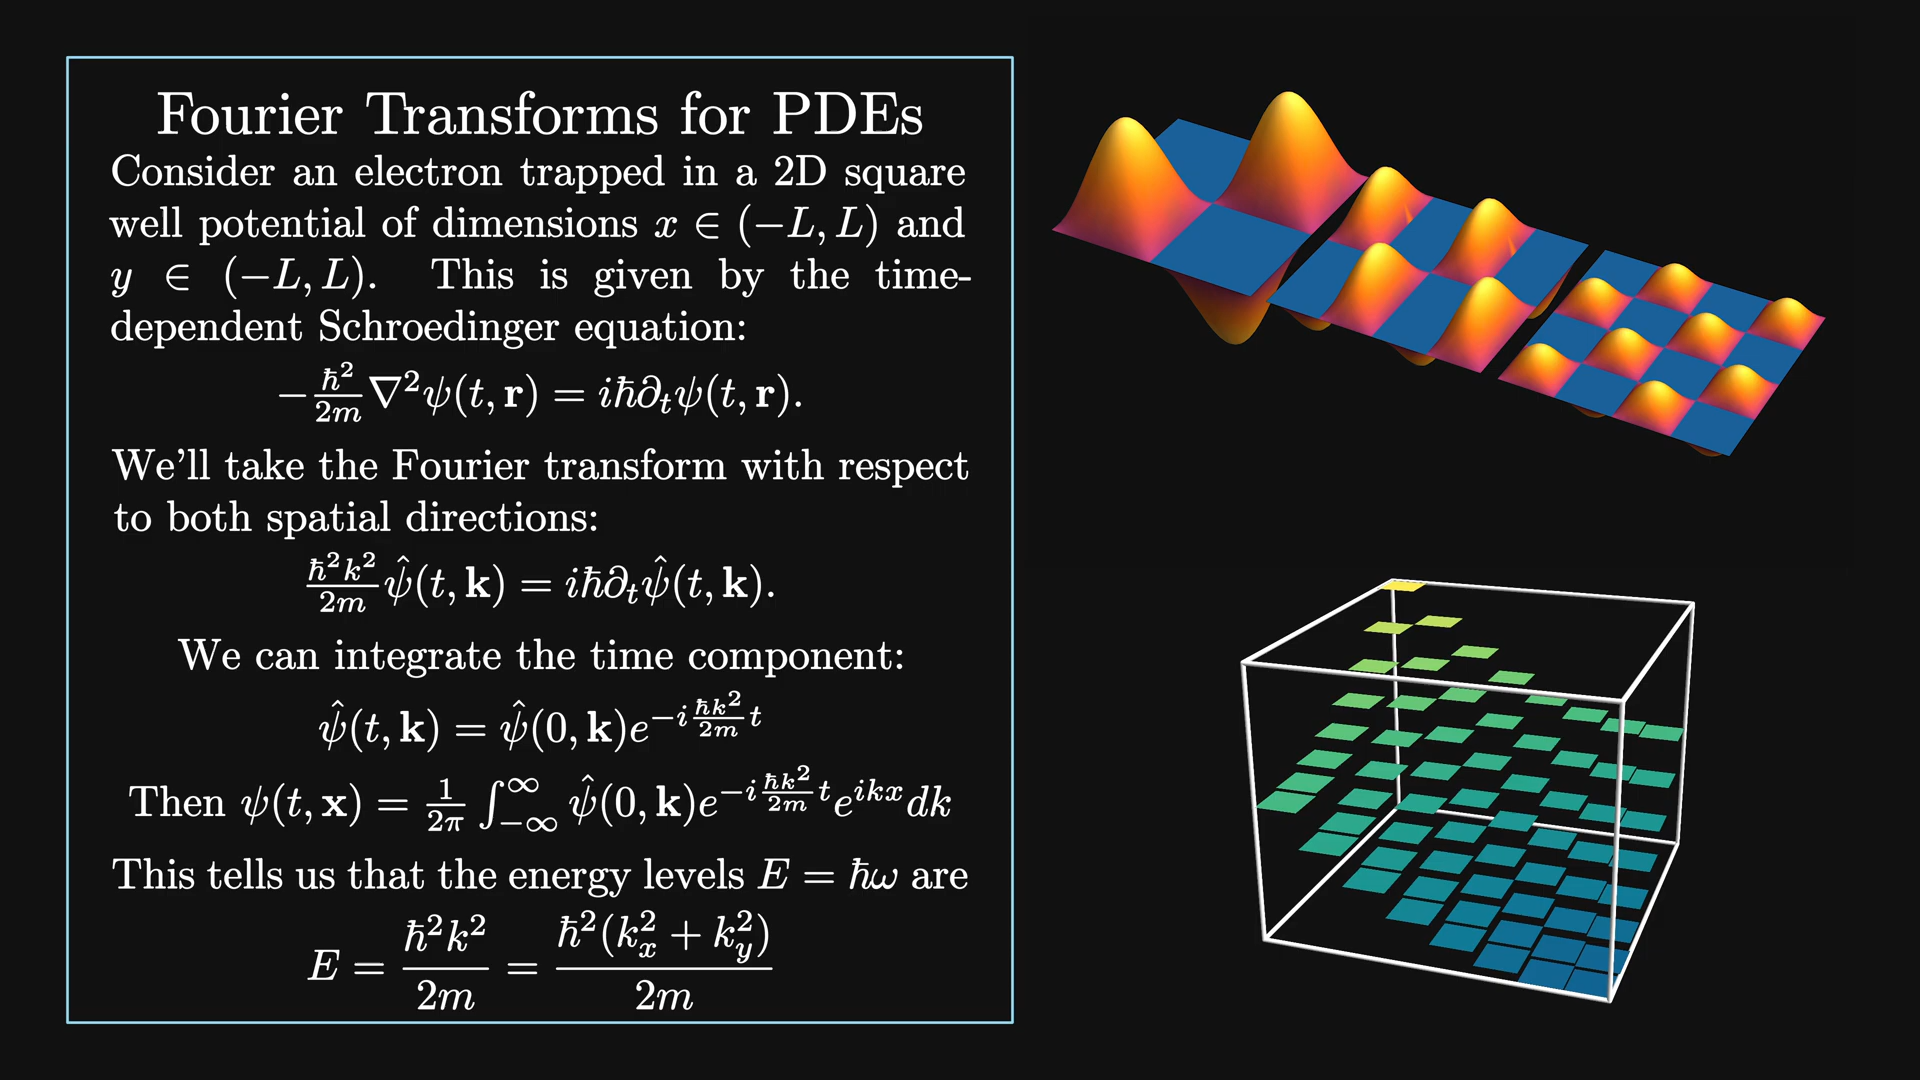 Fourier Transforms for PDEs
Consider an electron trapped in a 2D square
well potential of dimensions x ∈ (−L, L) and
y ∈ (−L, L). This is given by the time-
dependent Schroedinger equation:
−ħ²/2m ∇²ψ(t, r) = iħ∂ₜψ(t, r).
We'll take the Fourier transform with respect
to both spatial directions:
ħ²k²/2m ψ̂(t, k) = iħ∂ₜψ̂(t, k).
We can integrate the time component:
ψ̂(t, k) = ψ̂(0, k)e^{−i ħk²/2m t}
Then ψ(t, x) = 1/2π ∫_{−∞}^{∞} ψ̂(0, k)e^{−i ħk²/2m t}e^{ikx}dk
This tells us that the energy levels E = ħω are
E = ħ²k²/2m = ħ²(k_x² + k_y²)/2m